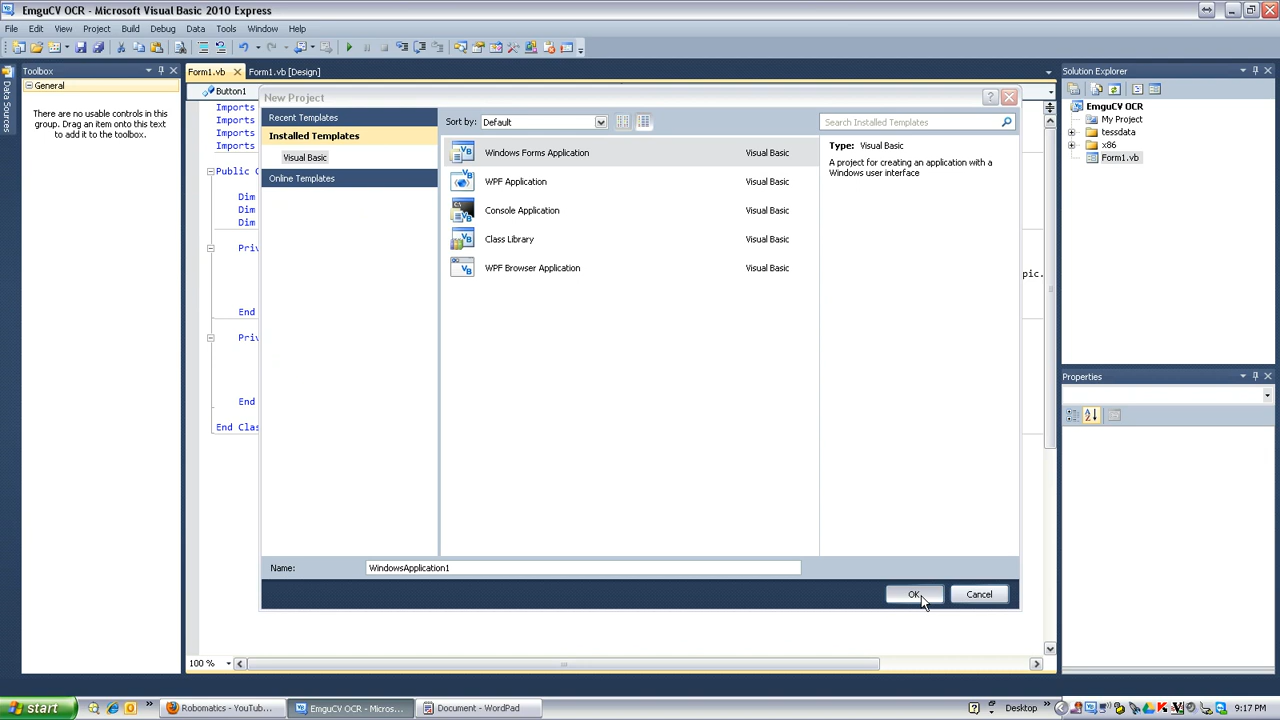 EmguCV OCR - Microsoft Visual Basic 2010 Express
File Edit View Project Build Debug Data Tools Window Help
Toolbox
General
There are no usable controls in this
group. Drag an item onto this text
to add it to the toolbox.
Data Sources
Form1.vb
Form1.vb [Design]
Button1
Imports
Imports
Imports
Imports
Public C
Dim
Dim
Dim
Priv
pic.
End
Priv
End
End Clas
100 %
New Project
Recent Templates
Installed Templates
Visual Basic
Online Templates
Sort by: Default
Search Installed Templates
Windows Forms Application Visual Basic
WPF Application Visual Basic
Console Application Visual Basic
Class Library Visual Basic
WPF Browser Application Visual Basic
Type: Visual Basic
A project for creating an application with a
Windows user interface
Name: WindowsApplication1
OK Cancel
Solution Explorer
EmguCV OCR
My Project
tessdata
x86
Form1.vb
Properties
start
Robomatics - YouTub...
EmguCV OCR - Micros...
Document - WordPad
Desktop
9:17 PM